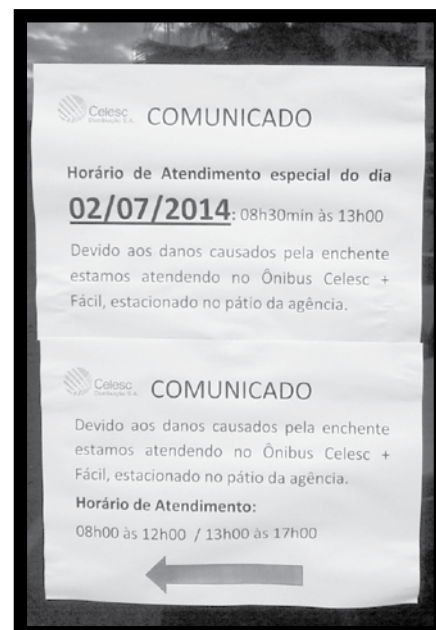 Celesc
Distribuição S.A.
COMUNICADO
Horário de Atendimento especial do dia
02/07/2014: 08h30min às 13h00
Devido aos danos causados pela enchente
estamos atendendo no Ônibus Celesc +
Fácil, estacionado no pátio da agência.
Celesc
Distribuição S.A.
COMUNICADO
Devido aos danos causados pela enchente
estamos atendendo no Ônibus Celesc +
Fácil, estacionado no pátio da agência.
Horário de Atendimento:
08h00 às 12h00 / 13h00 às 17h00